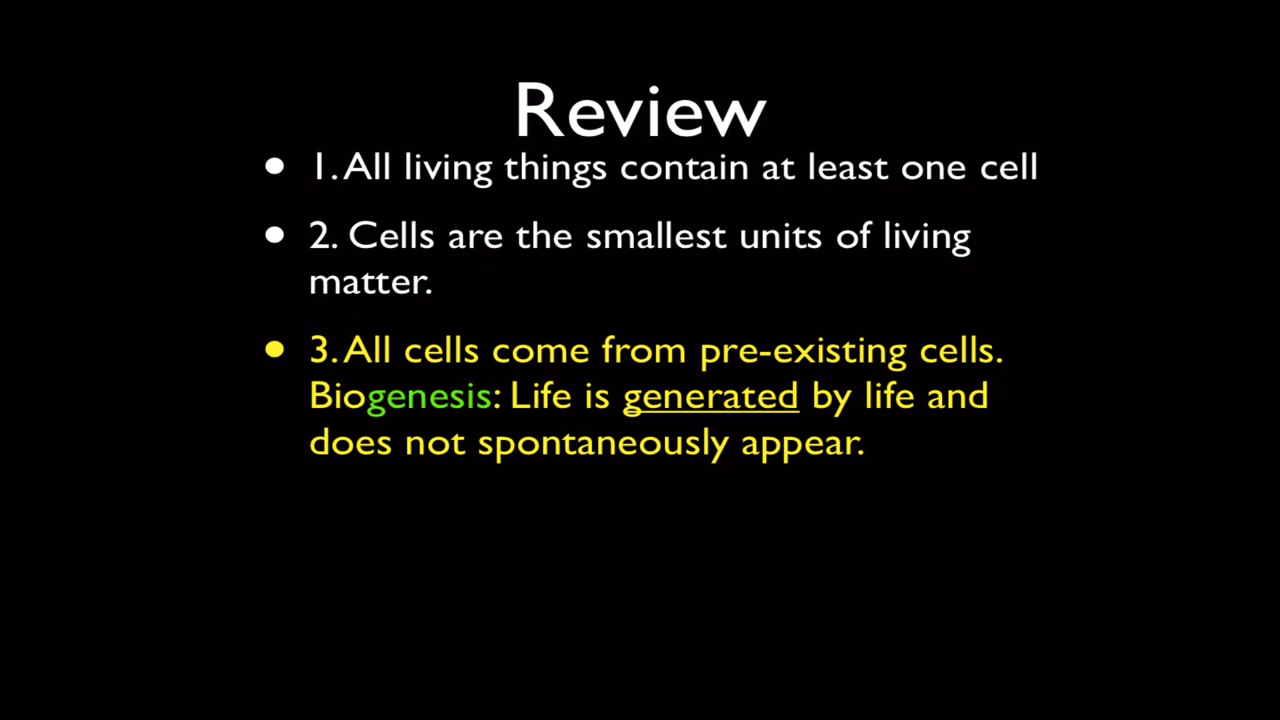 Review
• 1. All living things contain at least one cell
• 2. Cells are the smallest units of living
matter.
• 3. All cells come from pre-existing cells.
Biogenesis: Life is generated by life and
does not spontaneously appear.